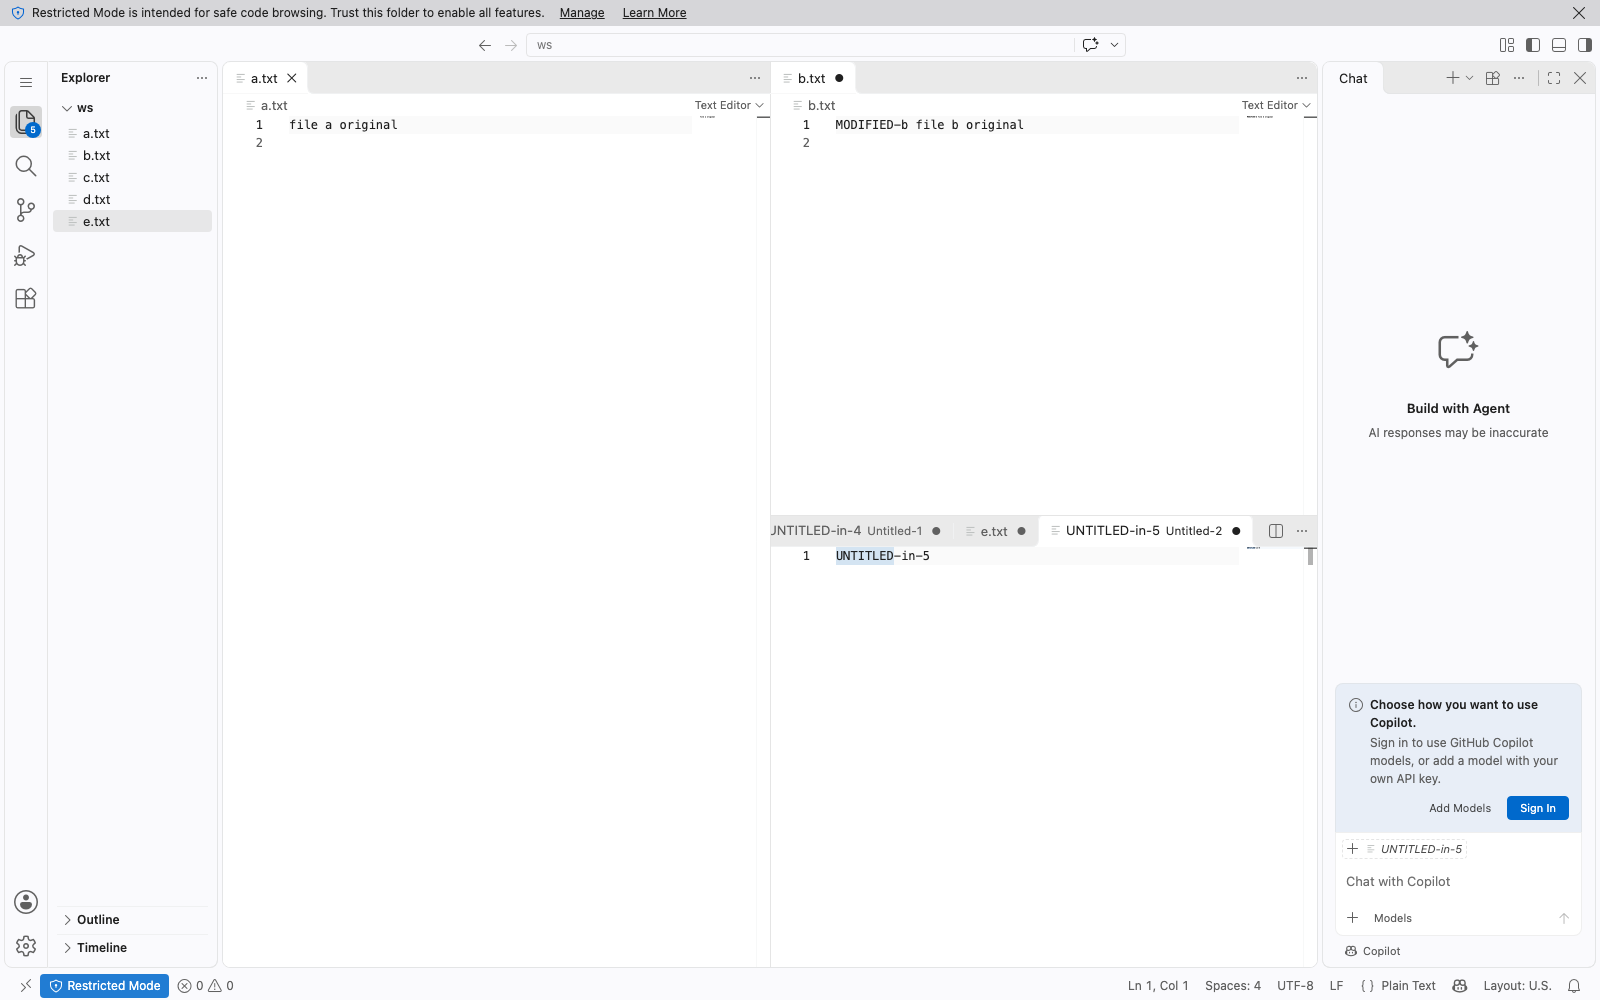 Restricted Mode is intended for safe code browsing. Trust this folder to enable all features. Manage Learn More
ws
Explorer
ws
a.txt
b.txt
c.txt
d.txt
e.txt
Outline
Timeline
5
a.txt
a.txt
Text Editor
1 file a original
2
b.txt
b.txt
Text Editor
1 MODIFIED-b file b original
2
UNTITLED-in-4 Untitled-1 e.txt UNTITLED-in-5 Untitled-2
1 UNTITLED-in-5
Chat
Build with Agent
AI responses may be inaccurate
Choose how you want to use
Copilot.
Sign in to use GitHub Copilot
models, or add a model with your
own API key.
Add Models Sign In
UNTITLED-in-5
Chat with Copilot
Models
Copilot
Restricted Mode 0 0 Ln 1, Col 1 Spaces: 4 UTF-8 LF { } Plain Text Layout: U.S.